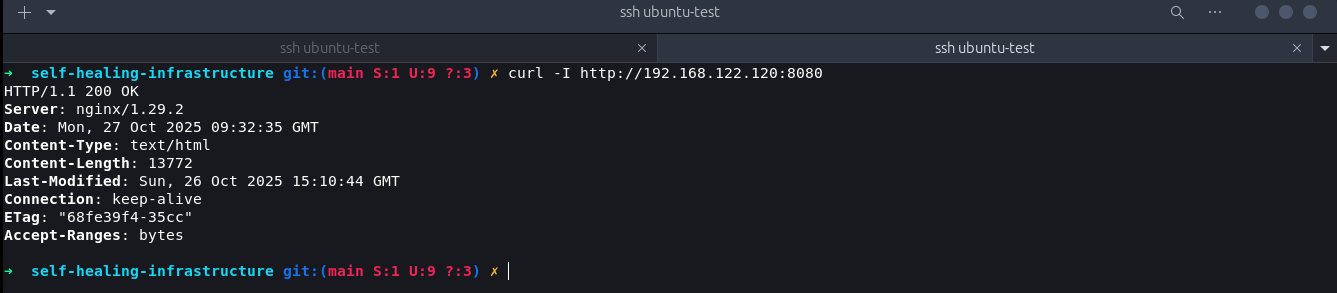 ssh ubuntu-test
ssh ubuntu-test
ssh ubuntu-test
➜ self-healing-infrastructure git:(main S:1 U:9 ?:3) ✗ curl -I http://192.168.122.120:8080
HTTP/1.1 200 OK
Server: nginx/1.29.2
Date: Mon, 27 Oct 2025 09:32:35 GMT
Content-Type: text/html
Content-Length: 13772
Last-Modified: Sun, 26 Oct 2025 15:10:44 GMT
Connection: keep-alive
ETag: "68fe39f4-35cc"
Accept-Ranges: bytes
➜ self-healing-infrastructure git:(main S:1 U:9 ?:3) ✗